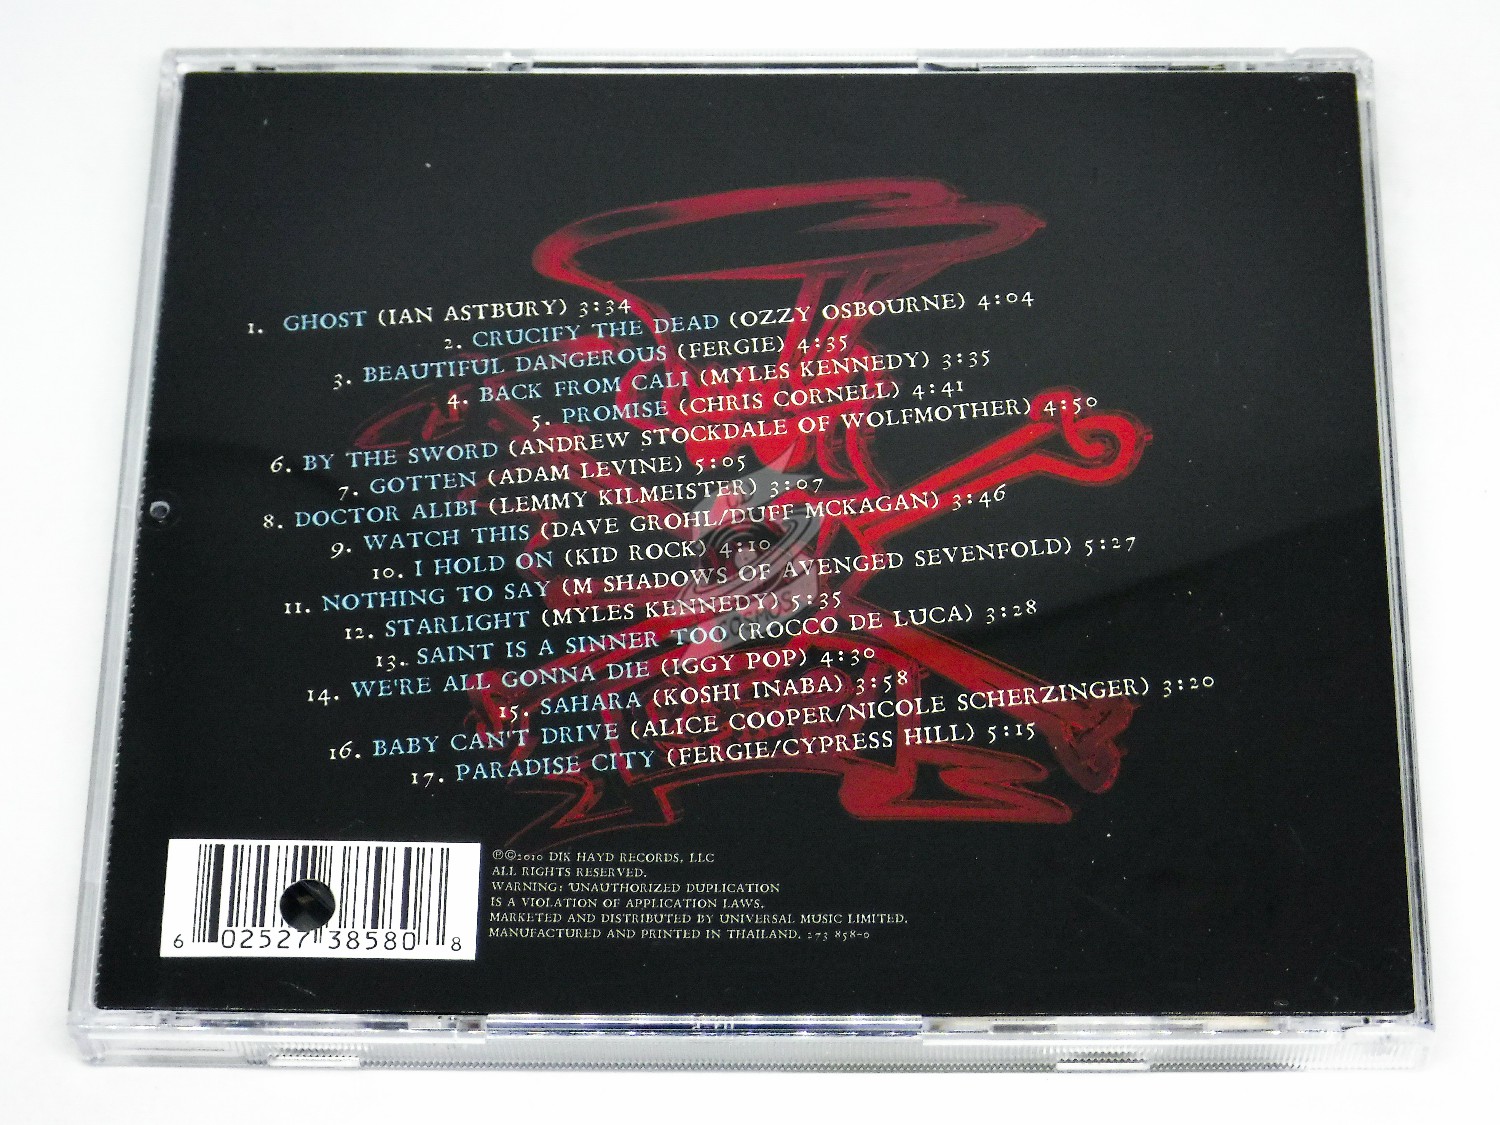 1. GHOST (IAN ASTBURY) 3:34
2. CRUCIFY THE DEAD (OZZY OSBOURNE) 4:04
3. BEAUTIFUL DANGEROUS (FERGIE) 4:35
4. BACK FROM CALI (MYLES KENNEDY) 3:35
5. PROMISE (CHRIS CORNELL) 4:41
6. BY THE SWORD (ANDREW STOCKDALE OF WOLFMOTHER) 4:50
7. GOTTEN (ADAM LEVINE) 5:05
8. DOCTOR ALIBI (LEMMY KILMEISTER) 3:07
9. WATCH THIS (DAVE GROHL/DUFF MCKAGAN) 3:46
10. I HOLD ON (KID ROCK) 4:10
11. NOTHING TO SAY (M SHADOWS OF AVENGED SEVENFOLD) 5:27
12. STARLIGHT (MYLES KENNEDY) 5:35
13. SAINT IS A SINNER TOO (ROCCO DE LUCA) 3:28
14. WE'RE ALL GONNA DIE (IGGY POP) 4:30
15. SAHARA (KOSHI INABA) 3:58
16. BABY CAN'T DRIVE (ALICE COOPER/NICOLE SCHERZINGER) 3:20
17. PARADISE CITY (FERGIE/CYPRESS HILL) 5:15
℗©2010 DIK HAYD RECORDS, LLC
ALL RIGHTS RESERVED.
WARNING: UNAUTHORIZED DUPLICATION
IS A VIOLATION OF APPLICATION LAWS.
MARKETED AND DISTRIBUTED BY UNIVERSAL MUSIC LIMITED.
MANUFACTURED AND PRINTED IN THAILAND. 273 858-0
6 02527 38580 8